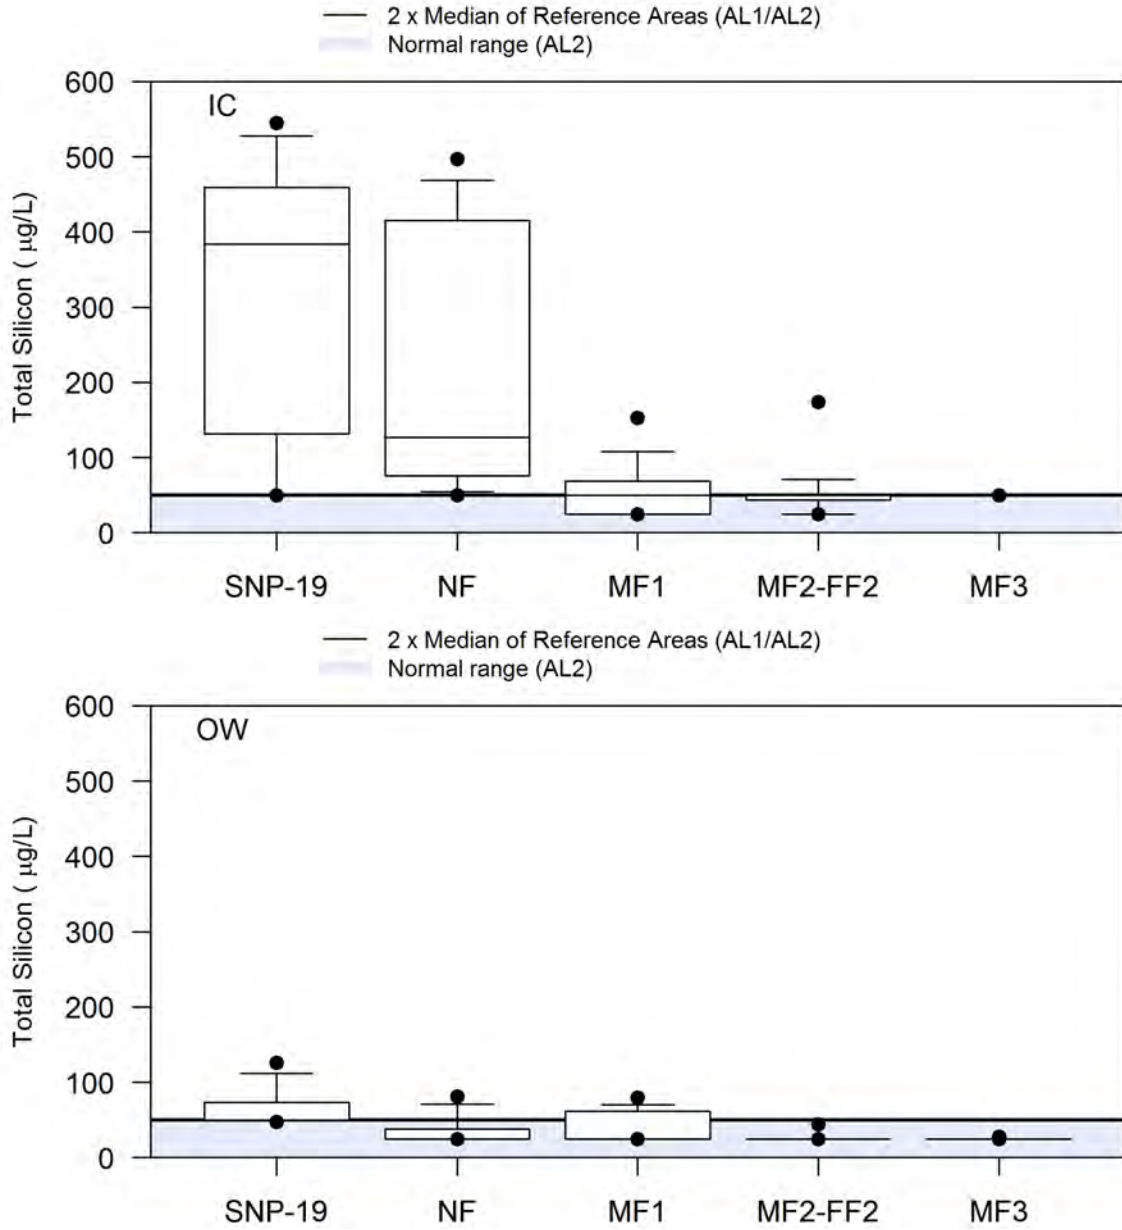 2 x Median of Reference Areas (AL1/AL2)
Normal range (AL2)
600
IC
500
400
300
200
100
0
Total Silicon ( μg/L)
SNP-19 NF MF1 MF2-FF2 MF3
2 x Median of Reference Areas (AL1/AL2)
Normal range (AL2)
600
OW
500
400
300
200
100
0
Total Silicon ( μg/L)
SNP-19 NF MF1 MF2-FF2 MF3